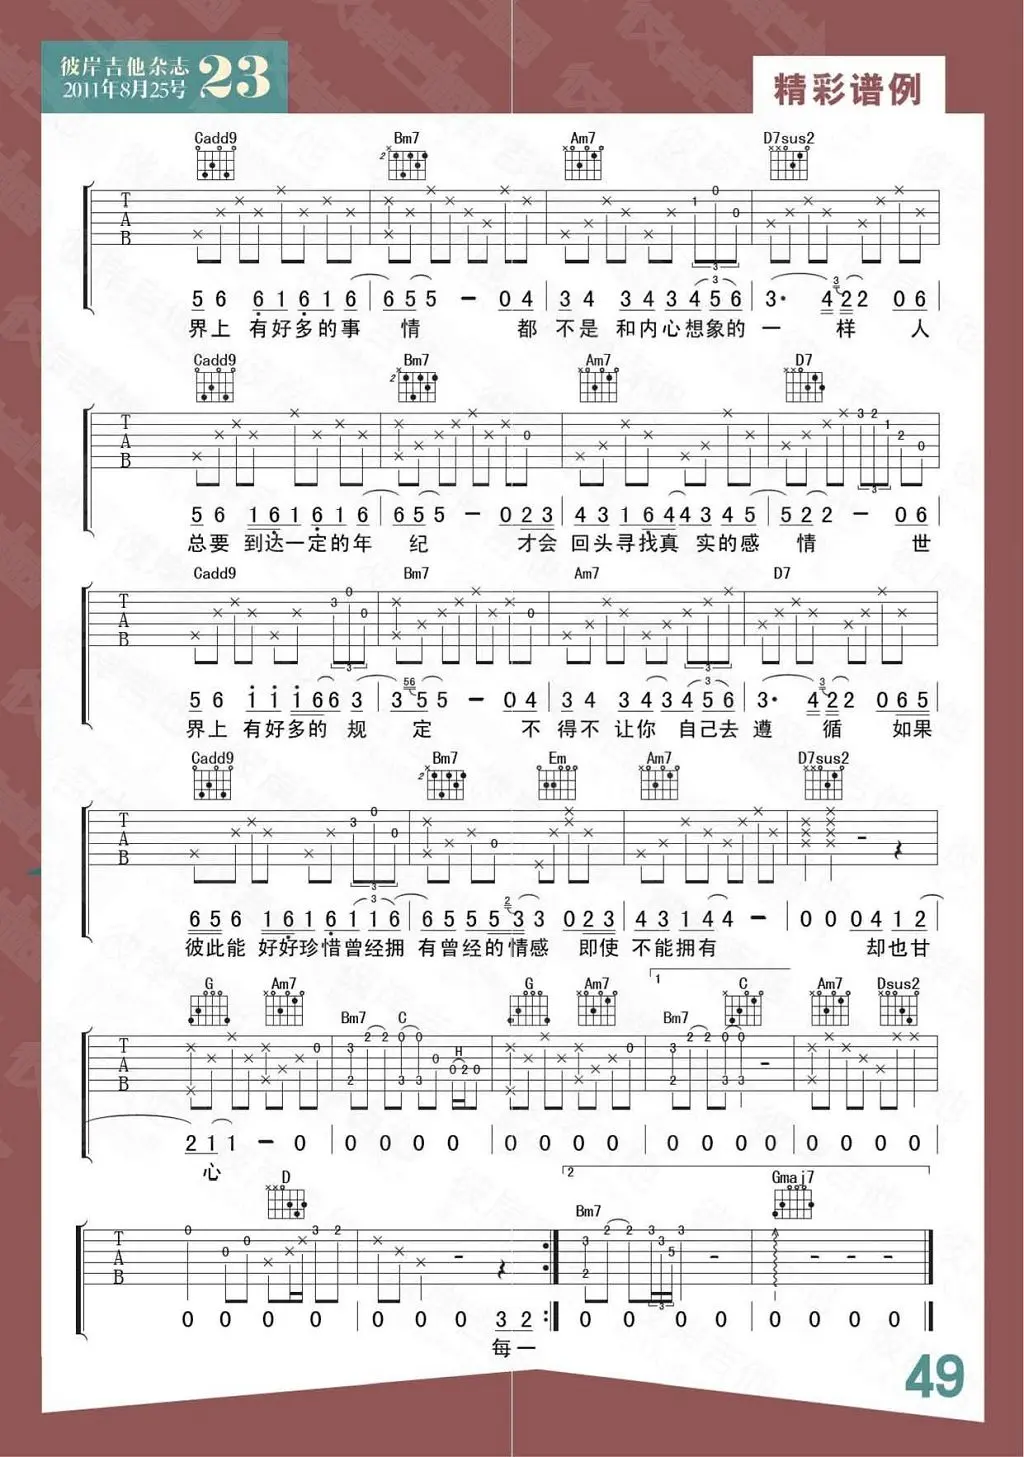 彼岸吉他杂志
2011年8月25号 23
精彩谱例
Cadd9 Bm7 Am7 D7sus2
5 6 6 1 6 1 6 | 6 5 5 - 0 4 | 3 4 3 4 3 4 5 6 | 3· 4 2 2 0 6
界上 有好多的事 情 都 不是 和内心想象的 一 样 人
Cadd9 Bm7 Am7 D7
5 6 1 6 1 6 1 6 | 6 5 5 - 0 2 3 | 4 3 1 6 4 4 3 4 5 | 5 2 2 - 0 6
总要 到达一定的年 纪 才会 回头寻找真 实的感 情 世
Cadd9 Bm7 Am7 D7
5 6 1 1 1 6 6 3 | 3 5 5 - 0 4 | 3 4 3 4 3 4 5 6 | 3· 4 2 2 0 6 5
界上 有好多的 规 定 不 得不 让你 自己去 遵 循 如果
Cadd9 Bm7 Em Am7 D7sus2
6 5 6 1 6 1 6 1 1 6 | 6 5 5 5 3 3 0 2 3 | 4 3 1 4 4 - | 0 0 0 4 1 2
彼此能 好好珍惜曾经拥 有曾经的情感 即使 不能拥有 却也甘
G Am7 Bm7 C G Am7 1 Bm7 C Am7 Dsus2
2 1 1 - 0 | 0 0 0 0 | 0 0 0 0 | 0 0 0 0 | 0 0 0 0 |
心
D 2 Bm7 Gmaj7
0 0 0 0 | 0 0 0 3 2 :| 0 0 0 0 | 0 0 0 0
每一
49